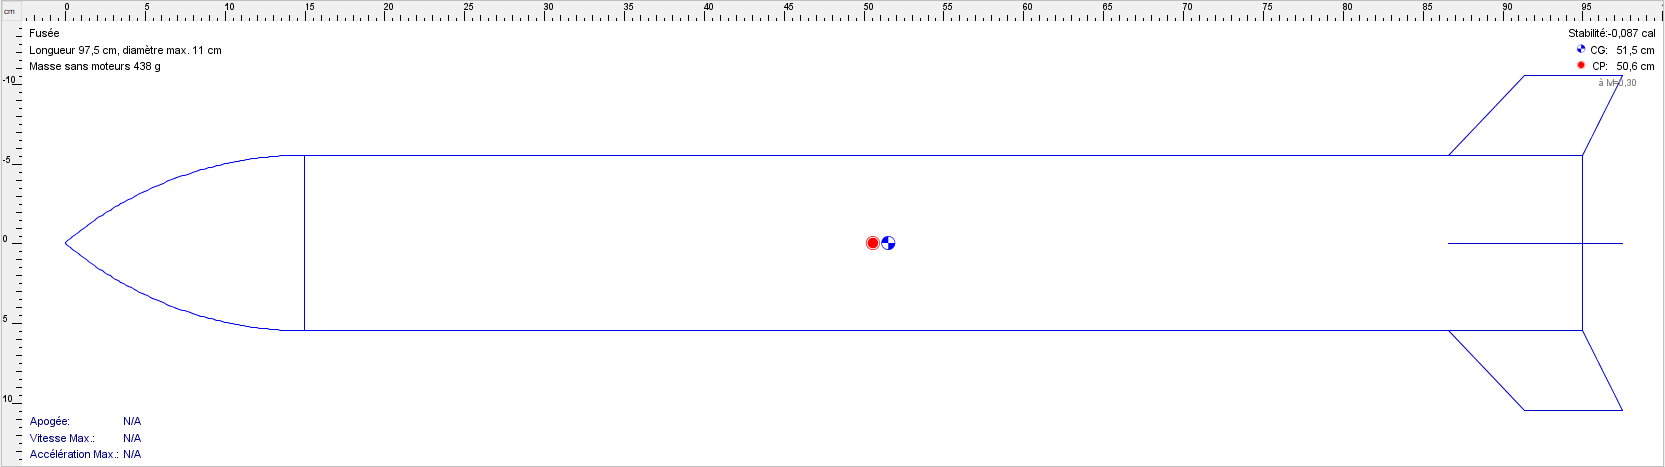 cm
0 5 10 15 20 25 30 35 40 45 50 55 60 65 70 75 80 85 90 95
Fusée
Longueur 97,5 cm, diamètre max. 11 cm
Masse sans moteurs 438 g
Stabilité:-0,087 cal
CG: 51,5 cm
CP: 50,6 cm
à M=0,30
-10
-5
0
5
10
Apogée: N/A
Vitesse Max.: N/A
Accélération Max.: N/A